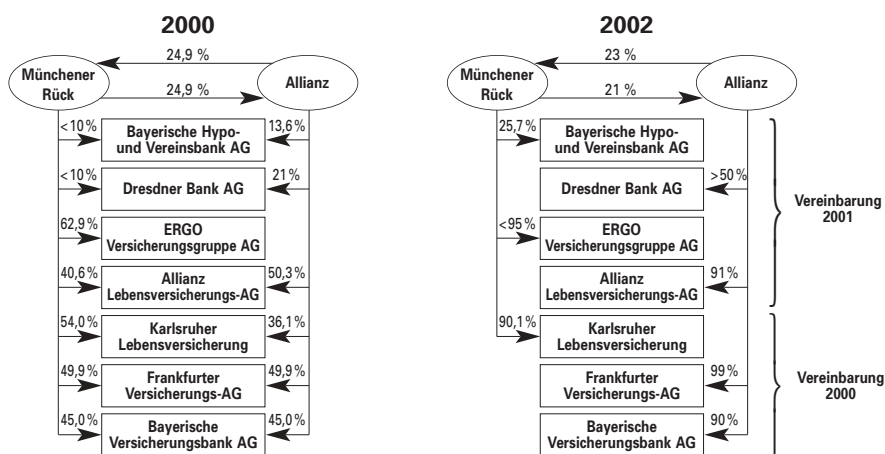 2000
24,9 %
Münchener
Rück
Allianz
24,9 %
<10%
Bayerische Hypo-
und Vereinsbank AG
13,6%
<10%
Dresdner Bank AG
21%
62,9%
ERGO
Versicherungsgruppe AG
40,6%
Allianz
Lebensversicherungs-AG
50,3%
54,0%
Karlsruher
Lebensversicherung
36,1%
49,9%
Frankfurter
Versicherungs-AG
49,9%
45,0%
Bayerische
Versicherungsbank AG
45,0%
2002
23 %
Münchener
Rück
Allianz
21 %
25,7%
Bayerische Hypo-
und Vereinsbank AG
Dresdner Bank AG
>50%
<95%
ERGO
Versicherungsgruppe AG
Allianz
Lebensversicherungs-AG
91%
90,1%
Karlsruher
Lebensversicherung
Frankfurter
Versicherungs-AG
99%
Bayerische
Versicherungsbank AG
90%
Vereinbarung
2001
Vereinbarung
2000